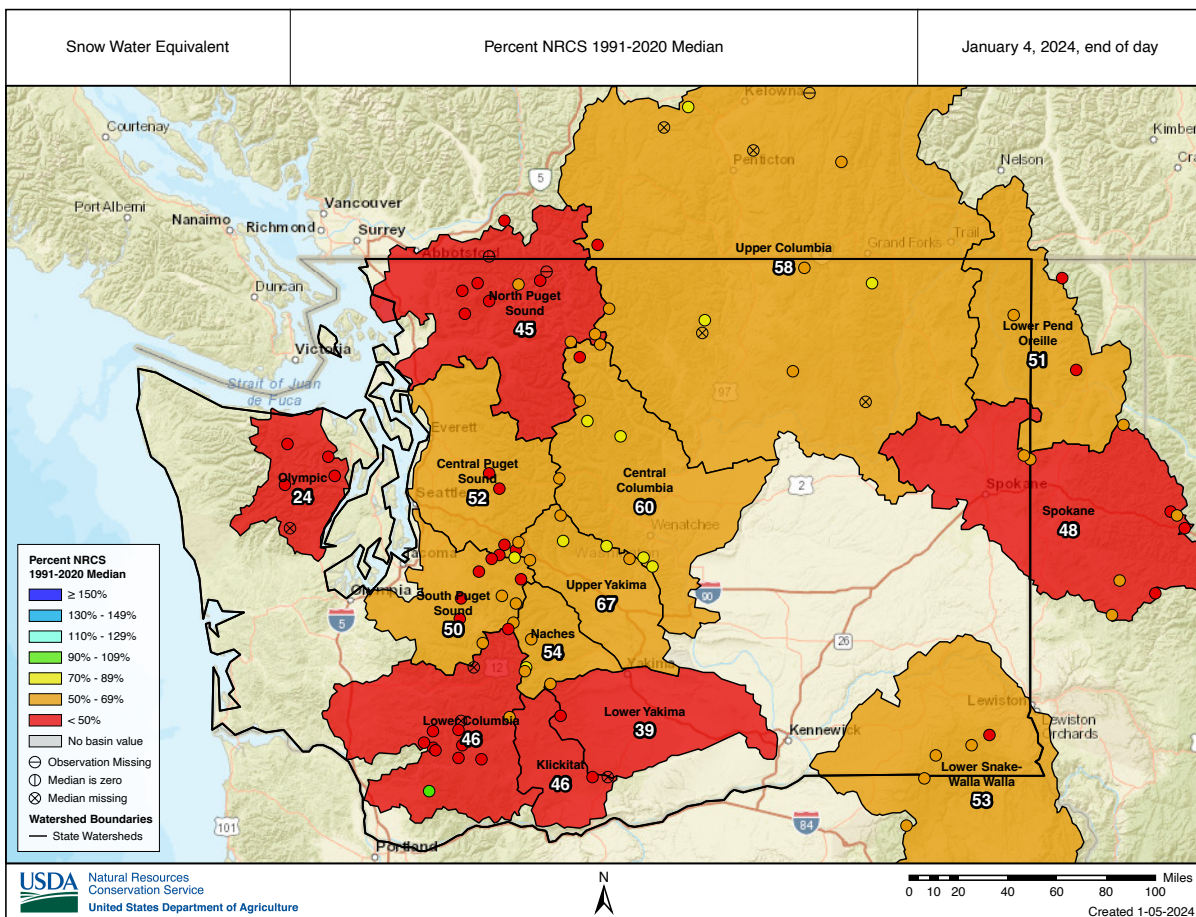 Snow Water Equivalent
Percent NRCS 1991-2020 Median
January 4, 2024, end of day
Kelowna
Courtenay
Kimber
Cra
Penticton
Nelson
5
Port Alberni
Vancouver
Nanaimo
Richmond
Surrey
Trail
Upper Columbia
Grand Forks
58
Abbotsford
Duncan
North Puget
Sound
45
Lower Pend
Oreille
51
Victoria
Strait of Juan
de Fuca
97
Everett
Central Puget
Sound
52
Seattle
Olympic
24
Central
Columbia
60
2
Spokane
Spokane
48
Wenatchee
Tacoma
Washington
Olympia
South Puget
Sound
50
Upper Yakima
67
90
5
Naches
54
26
12
Yakima
Lewiston
Lewiston
Orchards
Lower Columbia
46
Lower Yakima
39
Kennewick
Klickitat
46
Lower Snake-
Walla Walla
53
101
84
Portland
Percent NRCS
1991-2020 Median
≥ 150%
130% - 149%
110% - 129%
90% - 109%
70% - 89%
50% - 69%
< 50%
No basin value
Observation Missing
Median is zero
Median missing
Watershed Boundaries
State Watersheds
USDA
Natural Resources
Conservation Service
United States Department of Agriculture
N
Miles
0 10 20 40 60 80 100
Created 1-05-2024